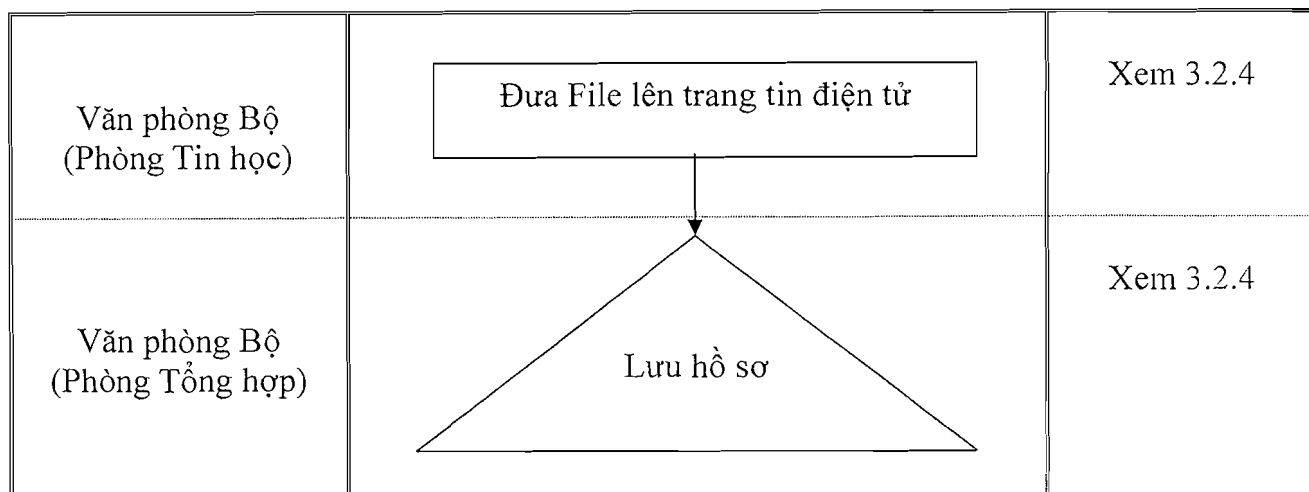 Văn phòng Bộ
(Phòng Tin học)
Đưa File lên trang tin điện tử
Xem 3.2.4
Văn phòng Bộ
(Phòng Tổng hợp)
Lưu hồ sơ
Xem 3.2.4